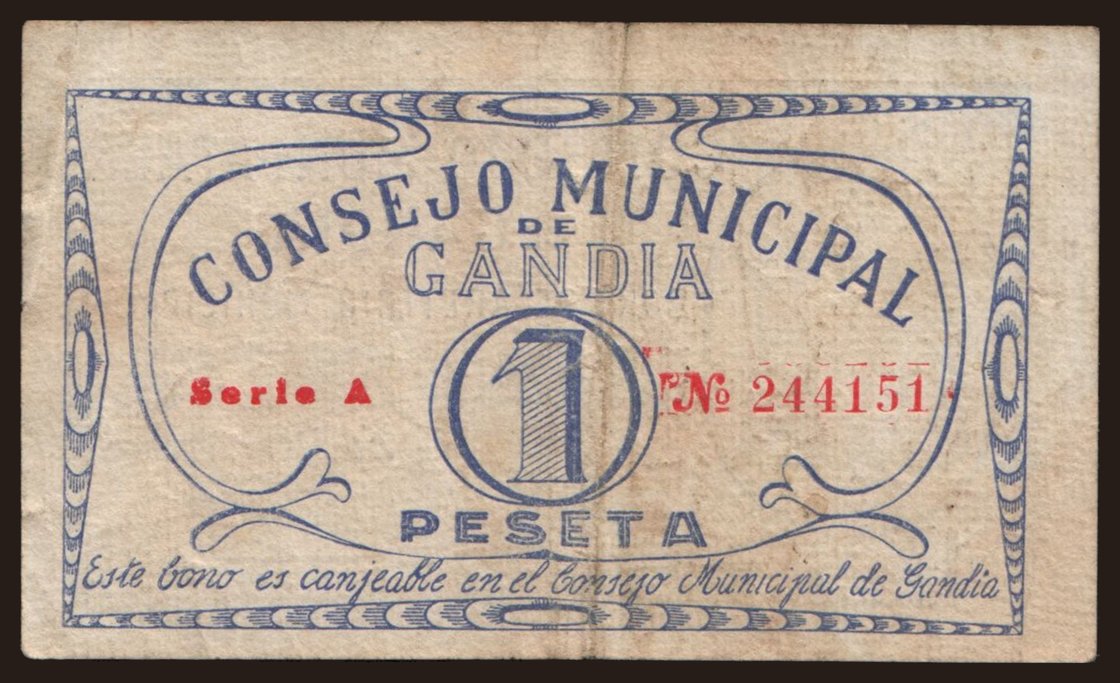 CONSEJO MUNICIPAL
DE
GANDIA
1
Serie A
Nº 244151
PESETA
Este bono es canjeable en el Consejo Municipal de Gandia